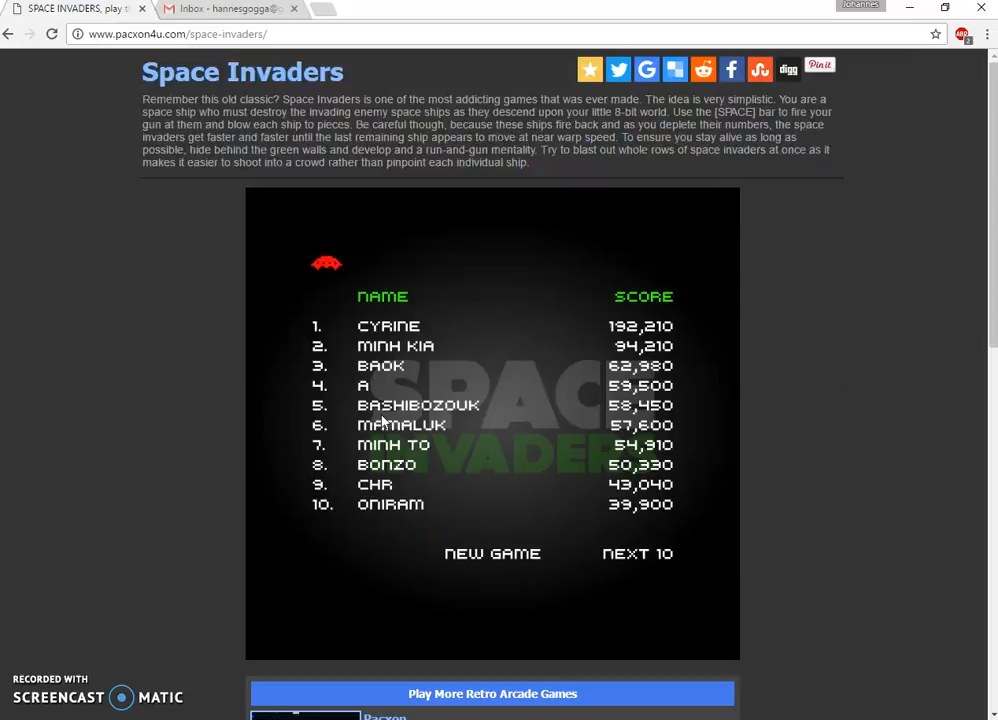 SPACE INVADERS, play th
Inbox - hannesgogga@g
Johannes
www.pacxon4u.com/space-invaders/
ABP
2
Space Invaders
digg
Pin it
Remember this old classic? Space Invaders is one of the most addicting games that was ever made. The idea is very simplistic. You are a
space ship who must destroy the invading enemy space ships as they descend upon your little 8-bit world. Use the [SPACE] bar to fire your
gun at them and blow each ship to pieces. Be careful though, because these ships fire back and as you deplete their numbers, the space
invaders get faster and faster until the last remaining ship appears to move at near warp speed. To ensure you stay alive as long as
possible, hide behind the green walls and develop and a run-and-gun mentality. Try to blast out whole rows of space invaders at once as it
makes it easier to shoot into a crowd rather than pinpoint each individual ship.
NAME SCORE
1. CYRINE 192,210
2. MINH KIA 94,210
3. BAOK 62,980
4. A 59,500
5. BASHIBOZOUK 58,450
6. MAMALUK 57,600
7. MINH TO 54,910
8. BONZO 50,330
9. CHR 43,040
10. ONIRAM 39,900
SPACE
INVADERS
NEW GAME NEXT 10
RECORDED WITH
SCREENCAST MATIC
Play More Retro Arcade Games
Pacxon